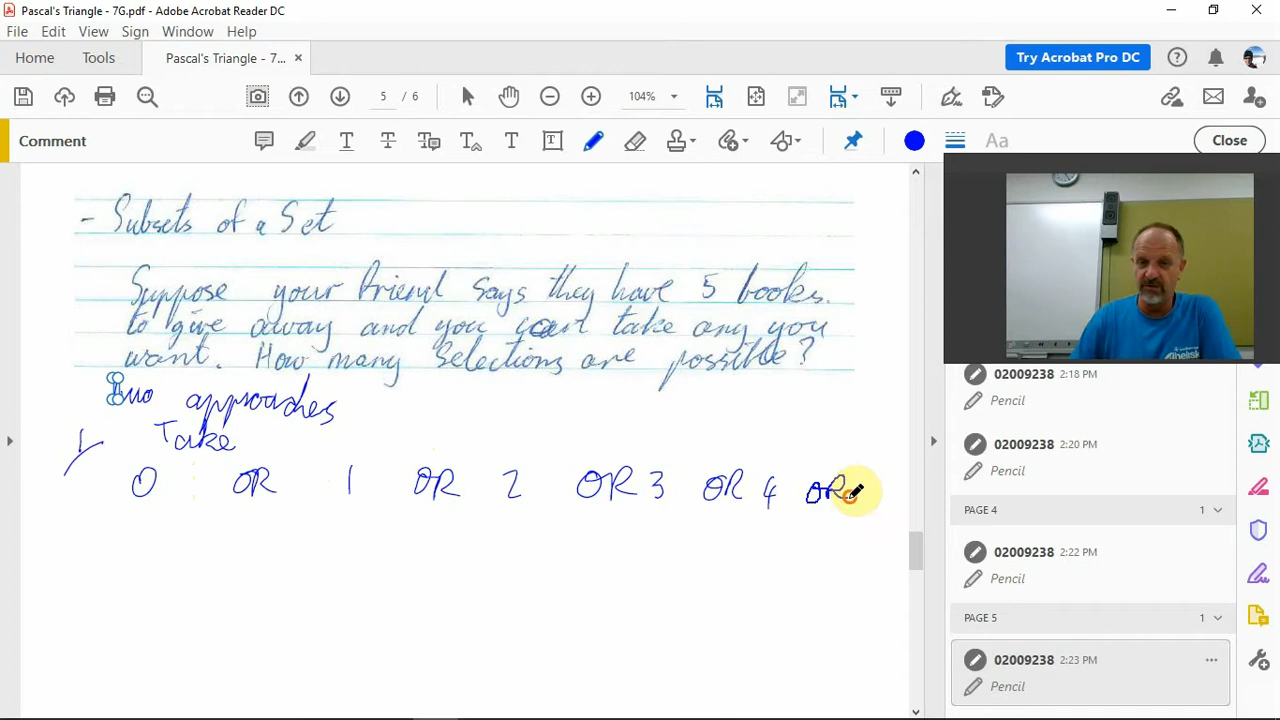 Pascal's Triangle - 7G.pdf - Adobe Acrobat Reader DC
File Edit View Sign Window Help
Home Tools Pascal's Triangle - 7... ×
Try Acrobat Pro DC
5 / 6 104%
Comment
Close
- Subsets of a Set
Suppose your friend says they have 5 books.
to give away and you can take any you
want. How many selections are possible?
Two approaches
1/ Take
0 OR 1 OR 2 OR 3 OR 4 OR
02009238 2:18 PM
Pencil
02009238 2:20 PM
Pencil
PAGE 4 1
02009238 2:22 PM
Pencil
PAGE 5 1
02009238 2:23 PM
Pencil